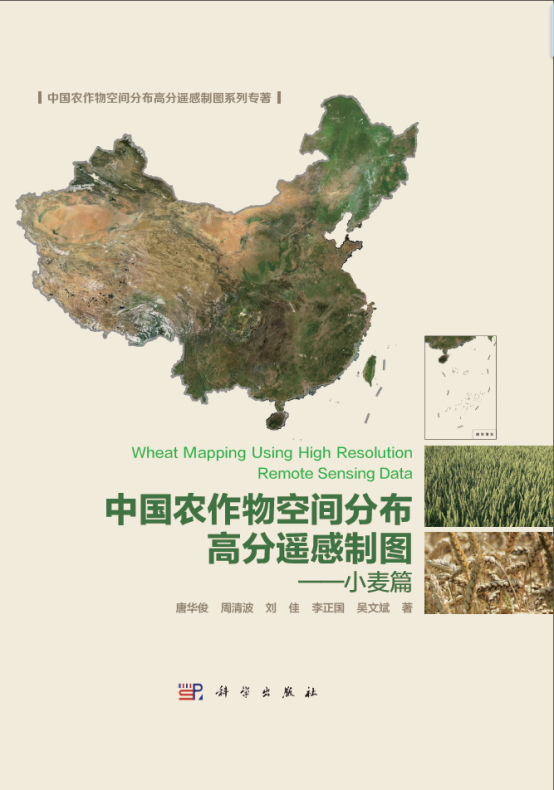 中国农作物空间分布高分遥感制图系列专著
Wheat Mapping Using High Resolution
Remote Sensing Data
中国农作物空间分布
高分遥感制图
——小麦篇
唐华俊 周清波 刘 佳 李正国 吴文斌 著
科学出版社